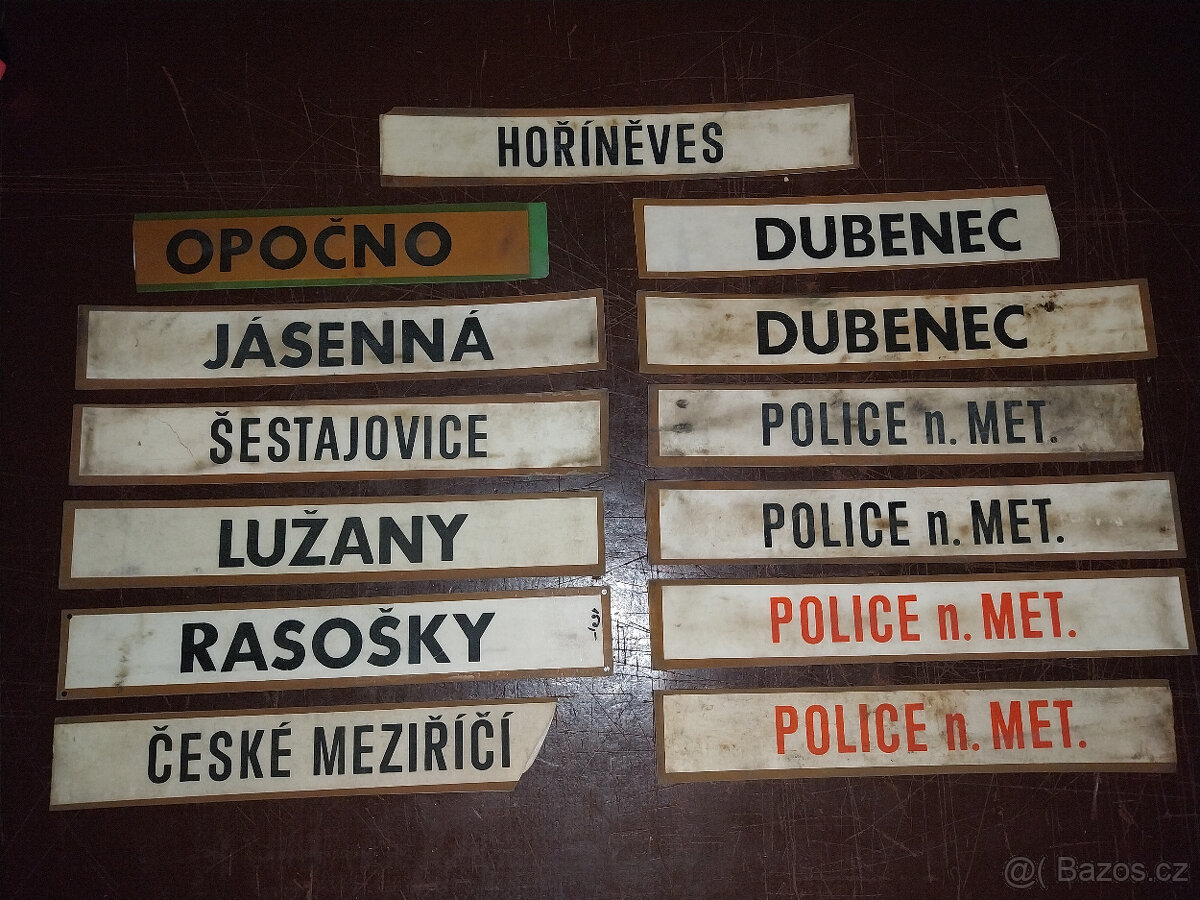 HOŘÍNĚVES
OPOČNO
JÁSENNÁ
ŠESTAJOVICE
LUŽANY
RASOŠKY
ČESKÉ MEZIŘÍČÍ
DUBENEC
DUBENEC
POLICE n. MET.
POLICE n. MET.
POLICE n. MET.
POLICE n. MET.
@( Bazos.cz